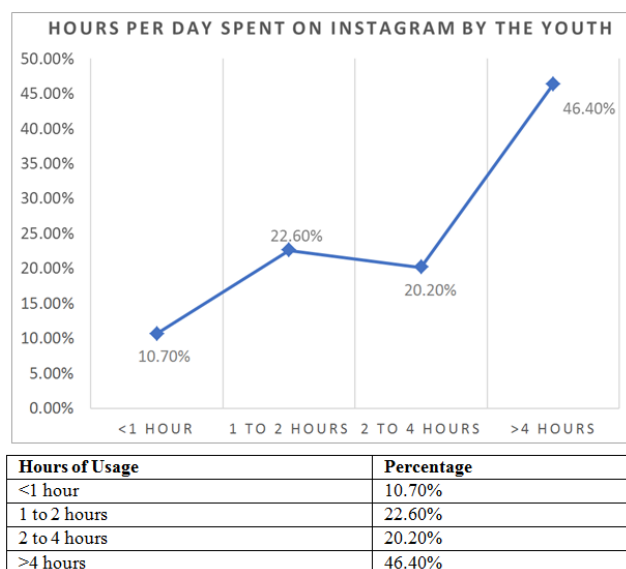 HOURS PER DAY SPENT ON INSTAGRAM BY THE YOUTH
50.00%
45.00%
46.40%
40.00%
35.00%
30.00%
25.00%
22.60%
20.00%
20.20%
15.00%
10.00%
10.70%
5.00%
0.00%
<1 HOUR 1 TO 2 HOURS 2 TO 4 HOURS >4 HOURS
Hours of Usage Percentage
<1 hour 10.70%
1 to 2 hours 22.60%
2 to 4 hours 20.20%
>4 hours 46.40%